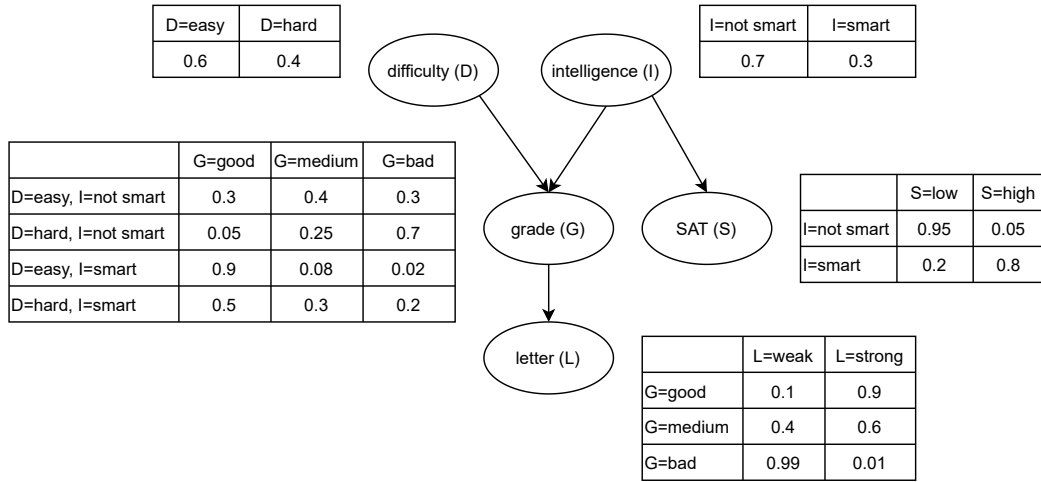 D=easy D=hard
0.6 0.4
difficulty (D)
intelligence (I)
I=not smart I=smart
0.7 0.3
G=good G=medium G=bad
D=easy, I=not smart 0.3 0.4 0.3
D=hard, I=not smart 0.05 0.25 0.7
D=easy, I=smart 0.9 0.08 0.02
D=hard, I=smart 0.5 0.3 0.2
grade (G)
SAT (S)
S=low S=high
I=not smart 0.95 0.05
I=smart 0.2 0.8
letter (L)
L=weak L=strong
G=good 0.1 0.9
G=medium 0.4 0.6
G=bad 0.99 0.01